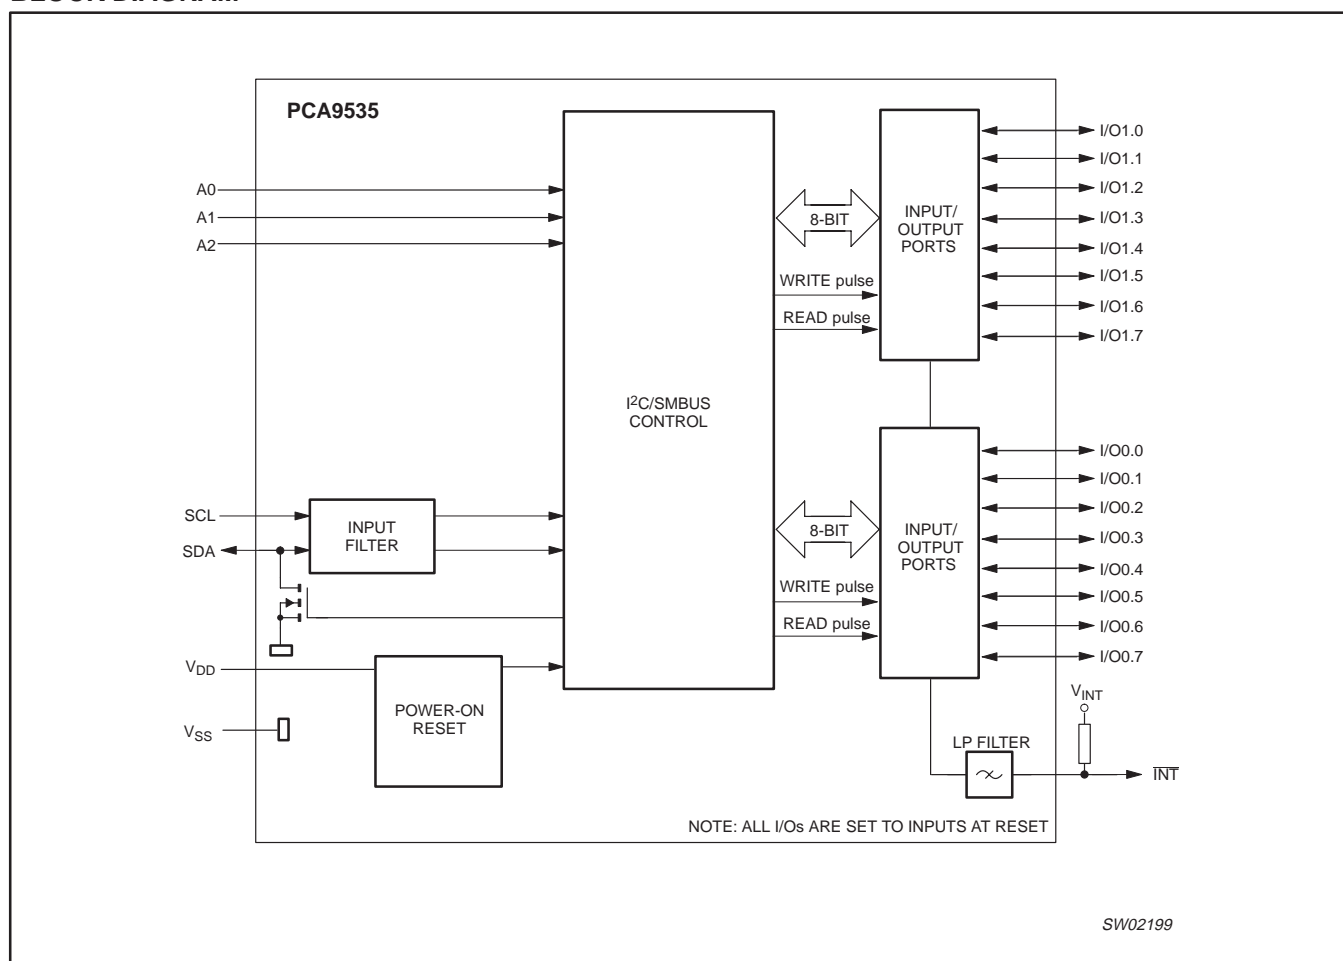 BLOCK DIAGRAM
PCA9535
A0
A1
A2
SCL
SDA
VDD
VSS
INPUT
FILTER
POWER-ON
RESET
I2C/SMBUS
CONTROL
8-BIT
WRITE pulse
READ pulse
INPUT/
OUTPUT
PORTS
I/O1.0
I/O1.1
I/O1.2
I/O1.3
I/O1.4
I/O1.5
I/O1.6
I/O1.7
8-BIT
WRITE pulse
READ pulse
INPUT/
OUTPUT
PORTS
I/O0.0
I/O0.1
I/O0.2
I/O0.3
I/O0.4
I/O0.5
I/O0.6
I/O0.7
VINT
LP FILTER
INT
NOTE: ALL I/Os ARE SET TO INPUTS AT RESET
SW02199